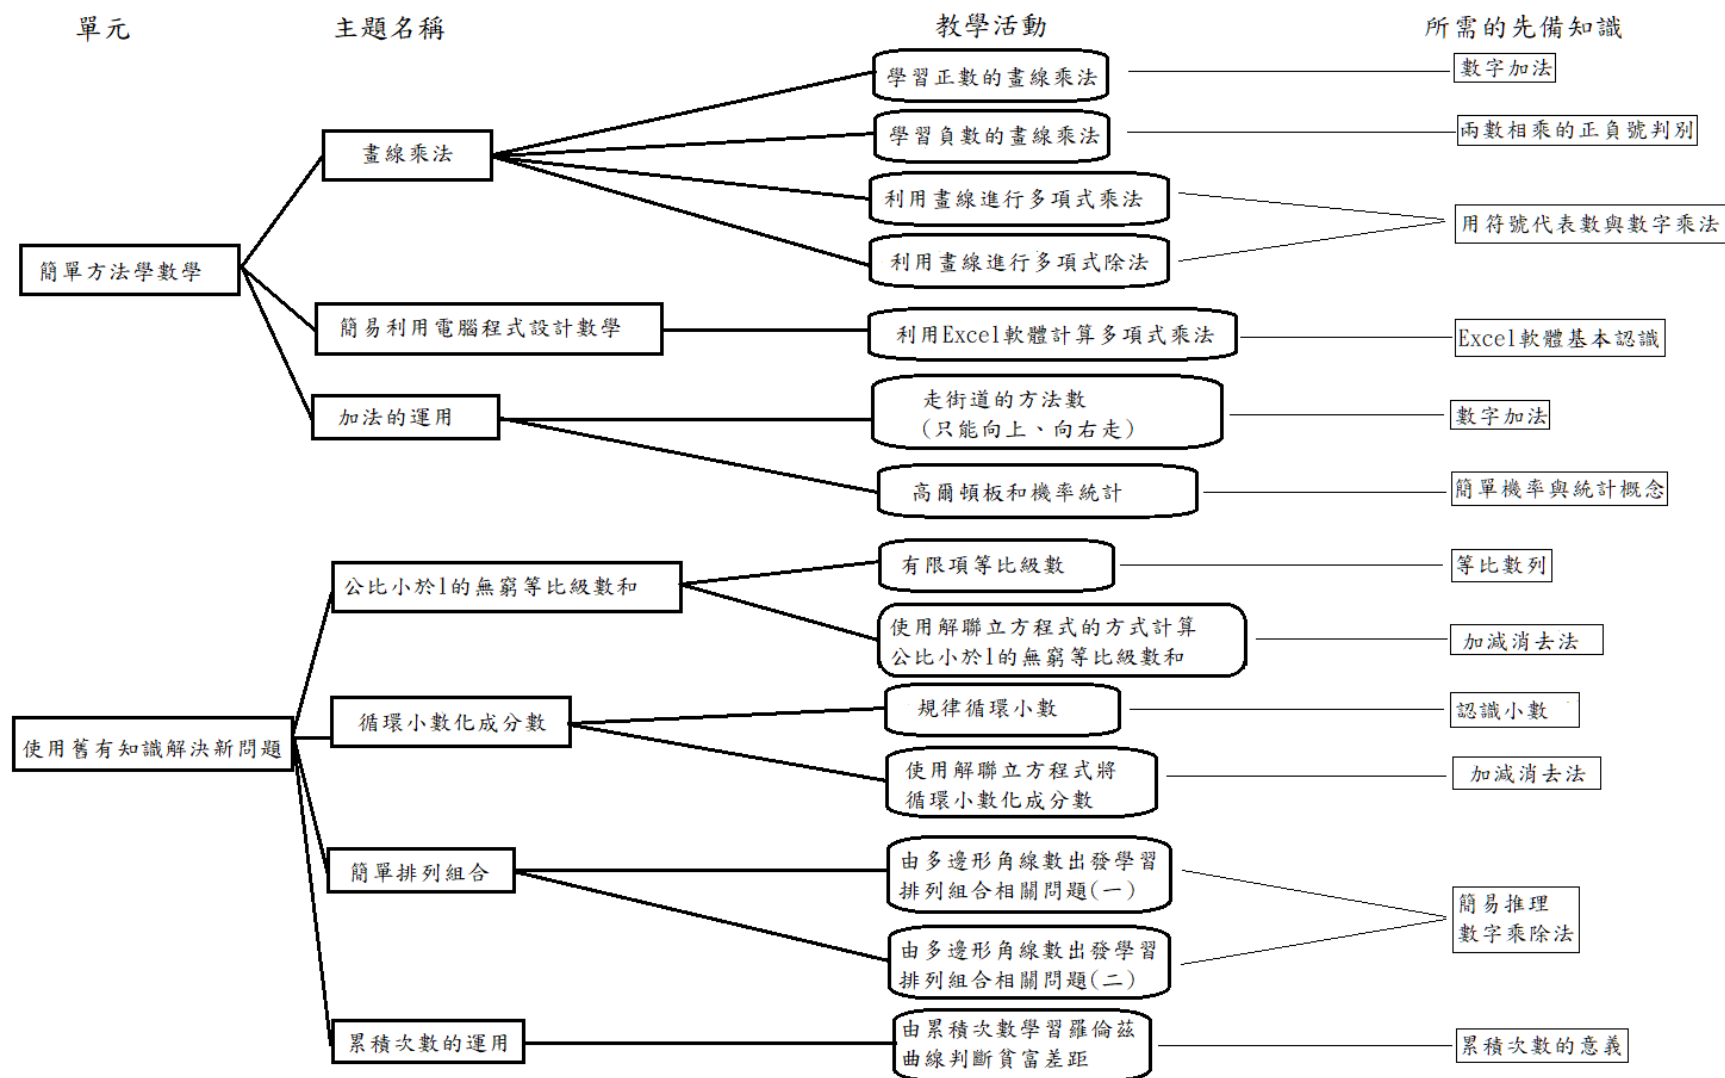 單元
主題名稱
教學活動
所需的先備知識
簡單方法學數學
畫線乘法
學習正數的畫線乘法
數字加法
學習負數的畫線乘法
兩數相乘的正負號判別
利用畫線進行多項式乘法
利用畫線進行多項式除法
用符號代表數與數字乘法
簡易利用電腦程式設計數學
利用Excel軟體計算多項式乘法
Excel軟體基本認識
加法的運用
走街道的方法數
(只能向上、向右走)
數字加法
高爾頓板和機率統計
簡單機率與統計概念
使用舊有知識解決新問題
公比小於1的無窮等比級數和
有限項等比級數
等比數列
使用解聯立方程式的方式計算
公比小於1的無窮等比級數和
加減消去法
循環小數化成分數
規律循環小數
認識小數
使用解聯立方程式將
循環小數化成分數
加減消去法
簡單排列組合
由多邊形角線數出發學習
排列組合相關問題(一)
由多邊形角線數出發學習
排列組合相關問題(二)
簡易推理
數字乘除法
累積次數的運用
由累積次數學習羅倫茲
曲線判斷貧富差距
累積次數的意義